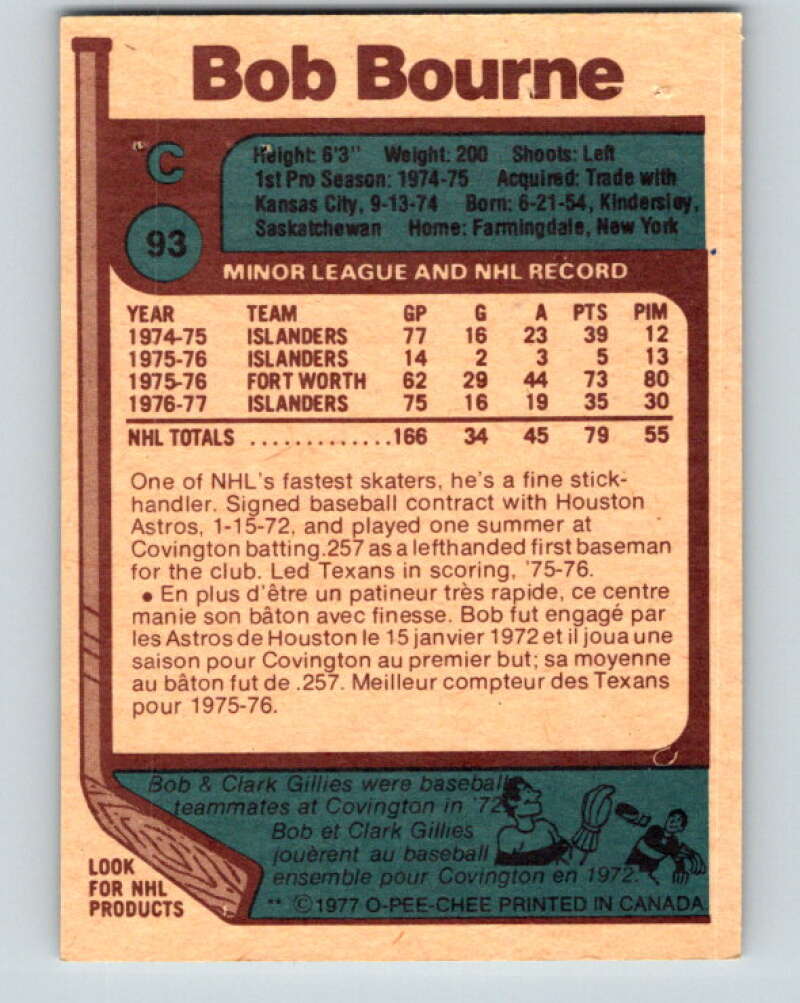 Bob Bourne
C
93
Height: 6'3" Weight: 200 Shoots: Left
1st Pro Season: 1974-75 Acquired: Trade with
Kansas City, 9-13-74 Born: 6-21-54, Kindersley,
Saskatchewan Home: Farmingdale, New York
MINOR LEAGUE AND NHL RECORD
YEAR TEAM GP G A PTS PIM
1974-75 ISLANDERS 77 16 23 39 12
1975-76 ISLANDERS 14 2 3 5 13
1975-76 FORT WORTH 62 29 44 73 80
1976-77 ISLANDERS 75 16 19 35 30
NHL TOTALS .............166 34 45 79 55
One of NHL's fastest skaters, he's a fine stick-
handler. Signed baseball contract with Houston
Astros, 1-15-72, and played one summer at
Covington batting.257 as a lefthanded first baseman
for the club. Led Texans in scoring, '75-76.
• En plus d'être un patineur très rapide, ce centre
manie son bâton avec finesse. Bob fut engagé par
les Astros de Houston le 15 janvier 1972 et il joua une
saison pour Covington au premier but; sa moyenne
au bâton fut de .257. Meilleur compteur des Texans
pour 1975-76.
Bob & Clark Gillies were baseball
teammates at Covington in '72.
Bob et Clark Gillies
jouèrent au baseball
ensemble pour Covington en 1972.
LOOK
FOR NHL
PRODUCTS
** ©1977 O-PEE-CHEE PRINTED IN CANADA